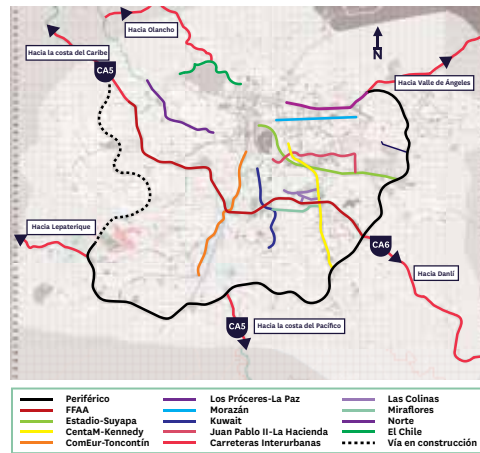 Hacia Olancho
Hacia la costa del Caribe
CA5
N
Hacia Valle de Ángeles
Hacia Lepaterique
CA6
Hacia Danlí
CA5
Hacia la costa del Pacífico
Periférico
FFAA
Estadio-Suyapa
CentaM-Kennedy
ComEur-Toncontín
Los Próceres-La Paz
Morazán
Kuwait
Juan Pablo II-La Hacienda
Carreteras Interurbanas
Las Colinas
Miraflores
Norte
El Chile
Vía en construcción